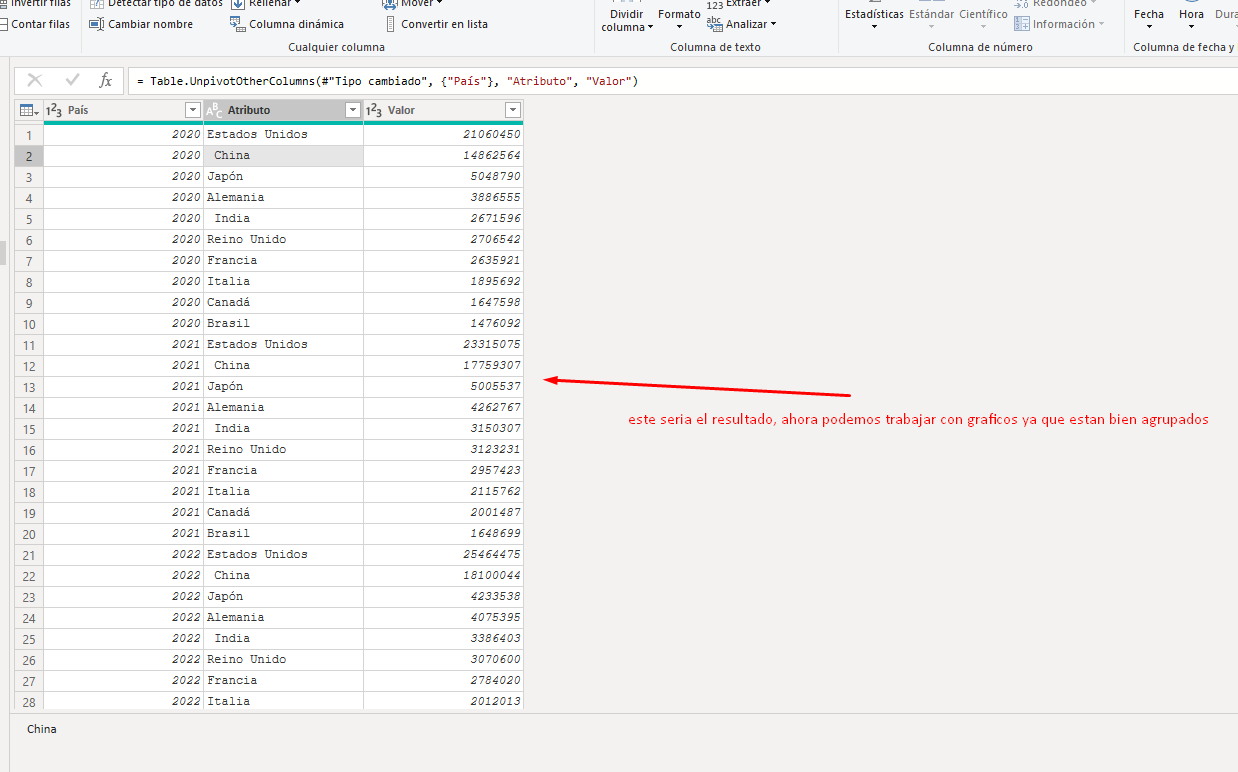 Invertir filas Detectar tipo de datos Rellenar Mover Extraer Redondeo
Contar filas Cambiar nombre Columna dinámica Convertir en lista Dividir columna Formato Analizar Estadísticas Estándar Científico Información Fecha Hora
Cualquier columna Columna de texto Columna de número Columna de fecha y
fx = Table.UnpivotOtherColumns(#"Tipo cambiado", {"País"}, "Atributo", "Valor")
123 País ABC Atributo 123 Valor
1 2020 Estados Unidos 21060450
2 2020 China 14862564
3 2020 Japón 5048790
4 2020 Alemania 3886555
5 2020 India 2671596
6 2020 Reino Unido 2706542
7 2020 Francia 2635921
8 2020 Italia 1895692
9 2020 Canadá 1647598
10 2020 Brasil 1476092
11 2021 Estados Unidos 23315075
12 2021 China 17759307
13 2021 Japón 5005537
14 2021 Alemania 4262767
15 2021 India 3150307
16 2021 Reino Unido 3123231
17 2021 Francia 2957423
18 2021 Italia 2115762
19 2021 Canadá 2001487
20 2021 Brasil 1648699
21 2022 Estados Unidos 25464475
22 2022 China 18100044
23 2022 Japón 4233538
24 2022 Alemania 4075395
25 2022 India 3386403
26 2022 Reino Unido 3070600
27 2022 Francia 2784020
28 2022 Italia 2012013
este seria el resultado, ahora podemos trabajar con graficos ya que estan bien agrupados
China